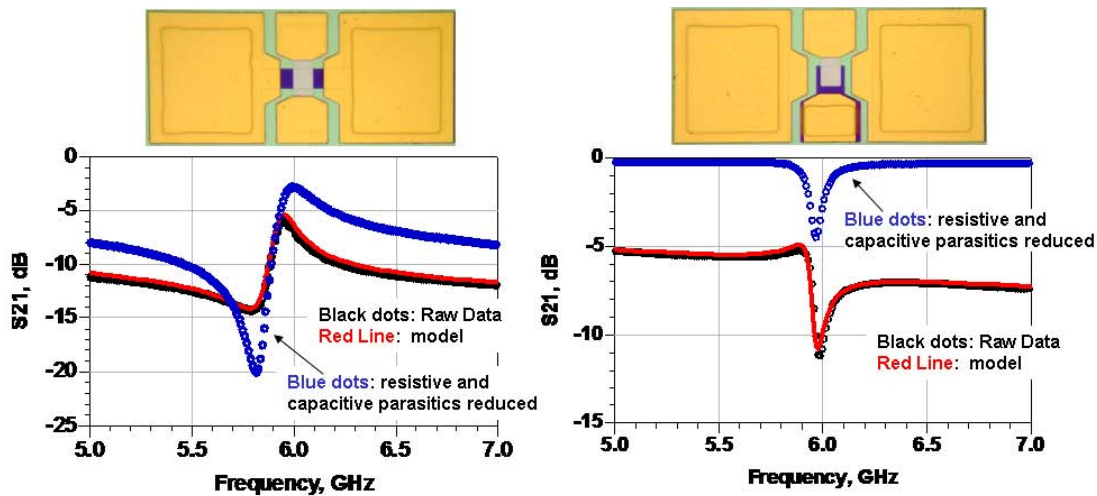 0
-5
-10
-15
-20
-25
S21, dB
5.0
5.5
6.0
6.5
7.0
Frequency, GHz
Black dots: Raw Data
Red Line: model
Blue dots: resistive and
capacitive parasitics reduced
0
-5
-10
-15
S21, dB
5.0
5.5
6.0
6.5
7.0
Frequency, GHz
Blue dots: resistive and
capacitive parasitics reduced
Black dots: Raw Data
Red Line: model